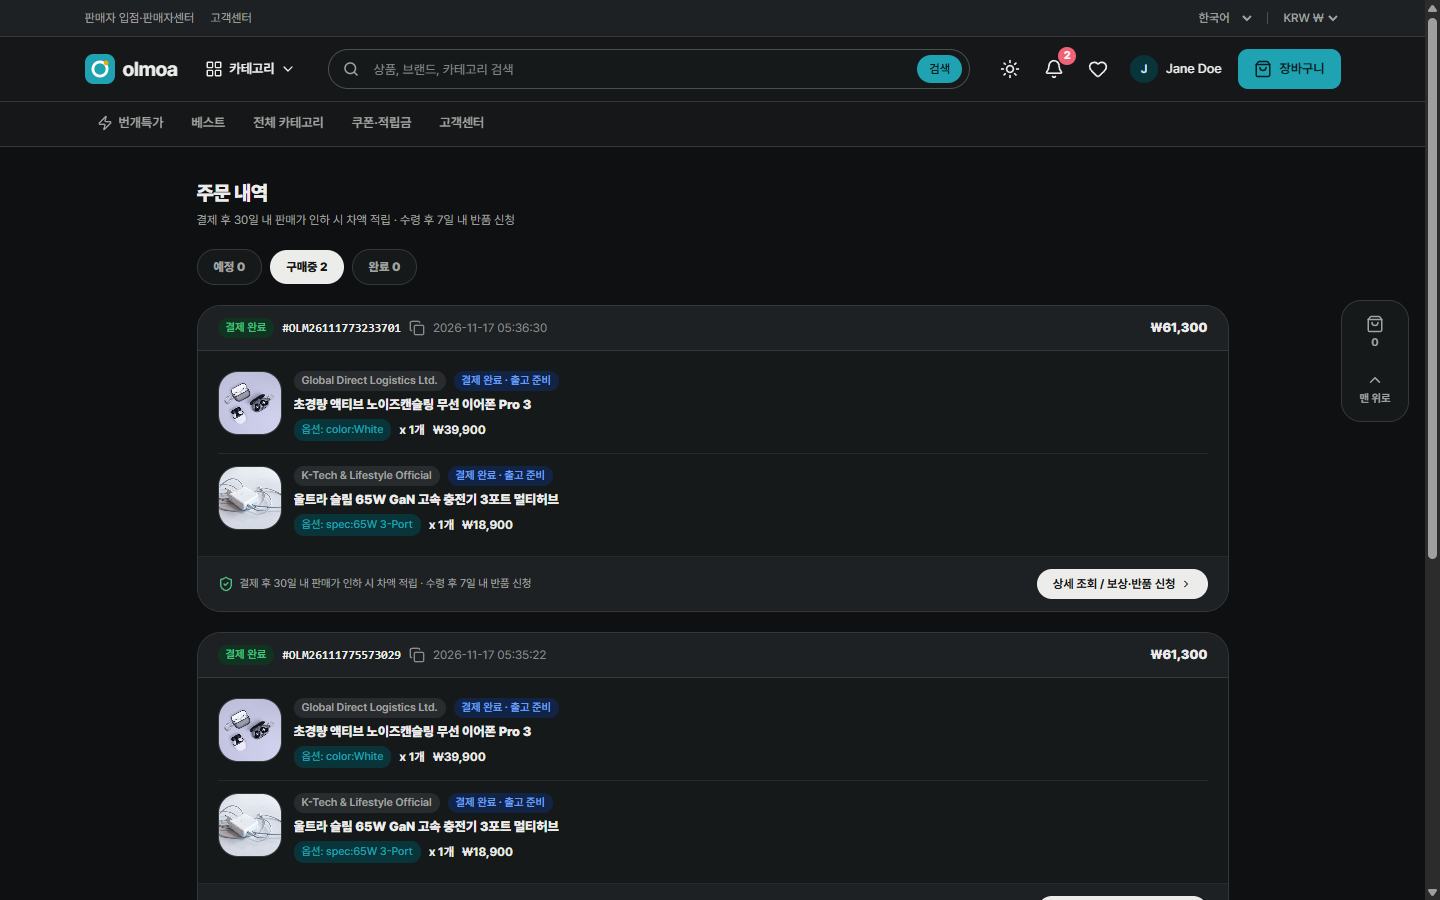 판매자 입점·판매자센터 고객센터 한국어 KRW ₩
olmoa 카테고리 상품, 브랜드, 카테고리 검색 검색 2 J Jane Doe 장바구니
번개특가 베스트 전체 카테고리 쿠폰·적립금 고객센터
주문 내역
결제 후 30일 내 판매가 인하 시 차액 적립 · 수령 후 7일 내 반품 신청
예정 0 구매중 2 완료 0
결제 완료 #OLM26111773233701 2026-11-17 05:36:30 ₩61,300
Global Direct Logistics Ltd. 결제 완료 · 출고 준비
초경량 액티브 노이즈캔슬링 무선 이어폰 Pro 3
옵션: color:White x 1개 ₩39,900
K-Tech & Lifestyle Official 결제 완료 · 출고 준비
울트라 슬림 65W GaN 고속 충전기 3포트 멀티허브
옵션: spec:65W 3-Port x 1개 ₩18,900
결제 후 30일 내 판매가 인하 시 차액 적립 · 수령 후 7일 내 반품 신청 상세 조회 / 보상·반품 신청
결제 완료 #OLM26111775573029 2026-11-17 05:35:22 ₩61,300
Global Direct Logistics Ltd. 결제 완료 · 출고 준비
초경량 액티브 노이즈캔슬링 무선 이어폰 Pro 3
옵션: color:White x 1개 ₩39,900
K-Tech & Lifestyle Official 결제 완료 · 출고 준비
울트라 슬림 65W GaN 고속 충전기 3포트 멀티허브
옵션: spec:65W 3-Port x 1개 ₩18,900
0
맨 위로